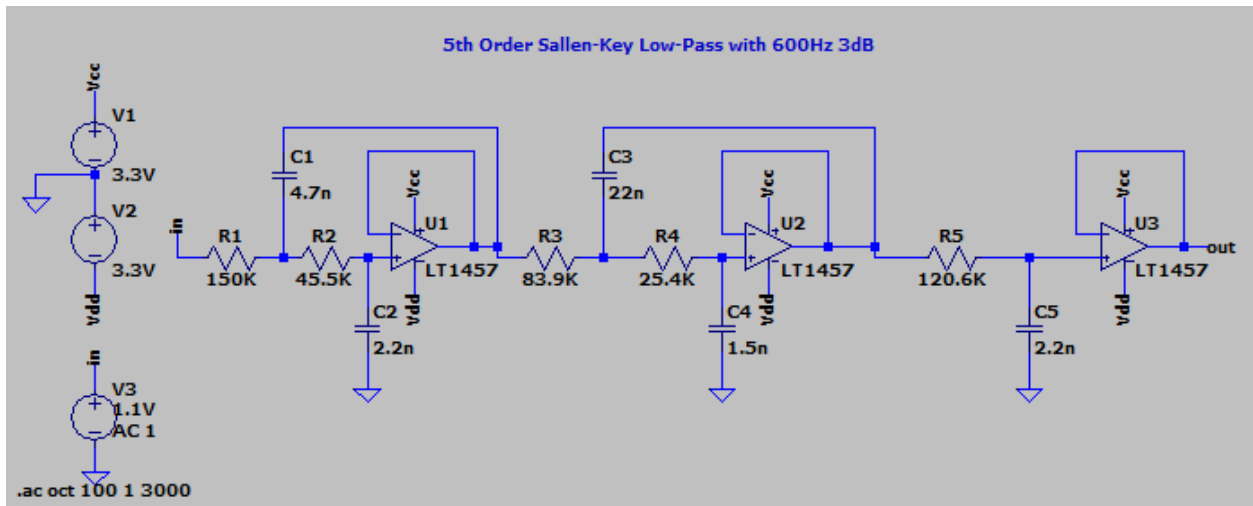 5th Order Sallen-Key Low-Pass with 600Hz 3dB
Vcc
V1
3.3V
V2
3.3V
Vdd
in
V3
1.1V
AC 1
.ac oct 100 1 3000
in
R1
150K
C1
4.7n
R2
45.5K
C2
2.2n
Vcc
U1
LT1457
Vdd
R3
83.9K
C3
22n
R4
25.4K
C4
1.5n
Vcc
U2
LT1457
Vdd
R5
120.6K
C5
2.2n
Vcc
U3
LT1457
Vdd
out